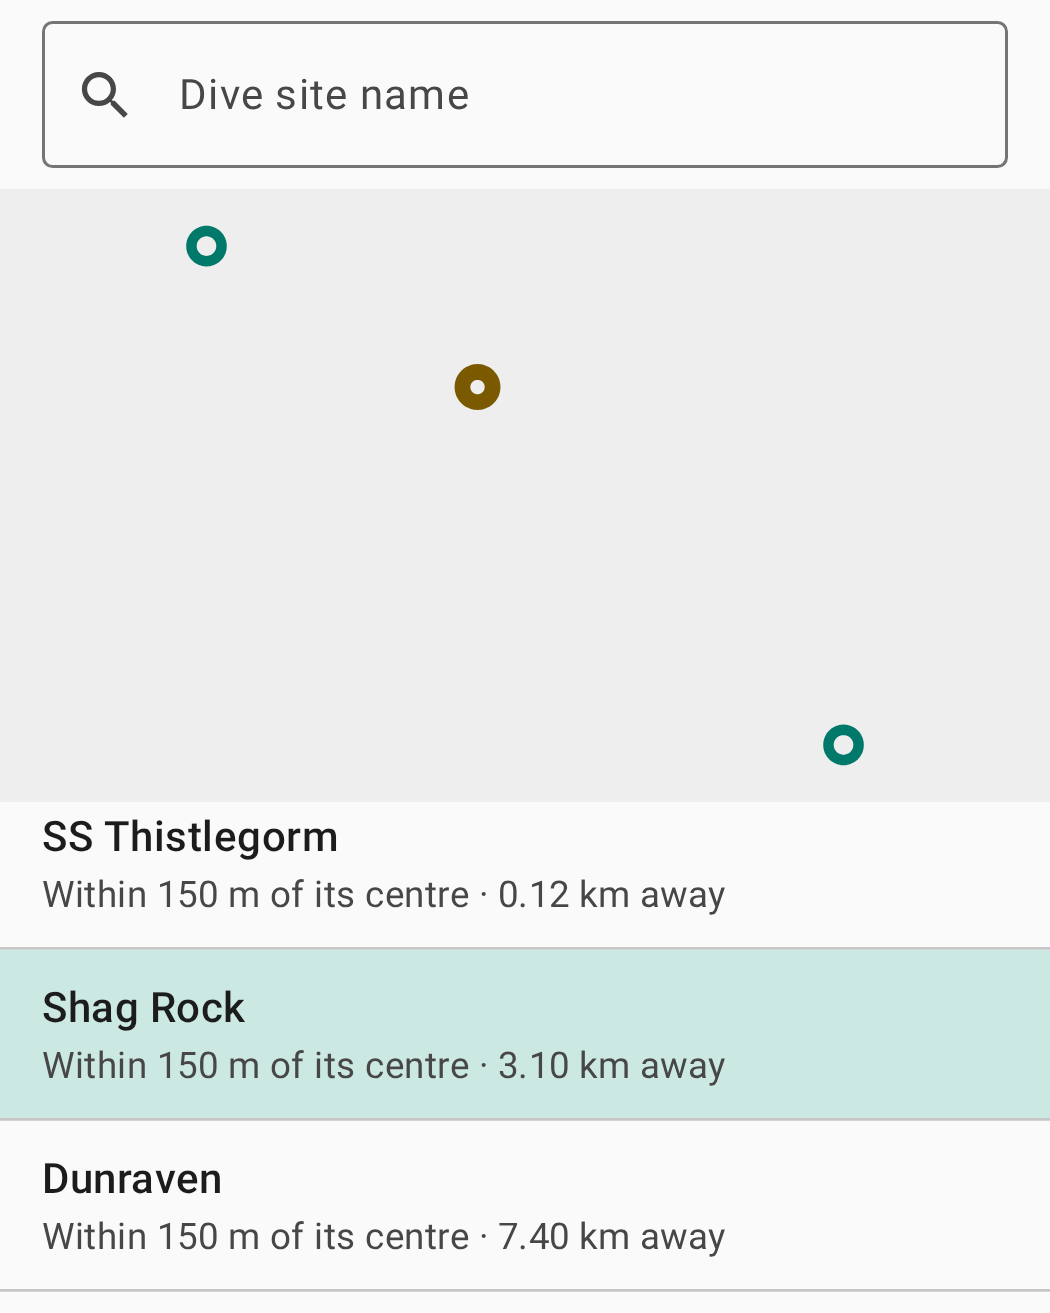 Dive site name
SS Thistlegorm
Within 150 m of its centre · 0.12 km away
Shag Rock
Within 150 m of its centre · 3.10 km away
Dunraven
Within 150 m of its centre · 7.40 km away